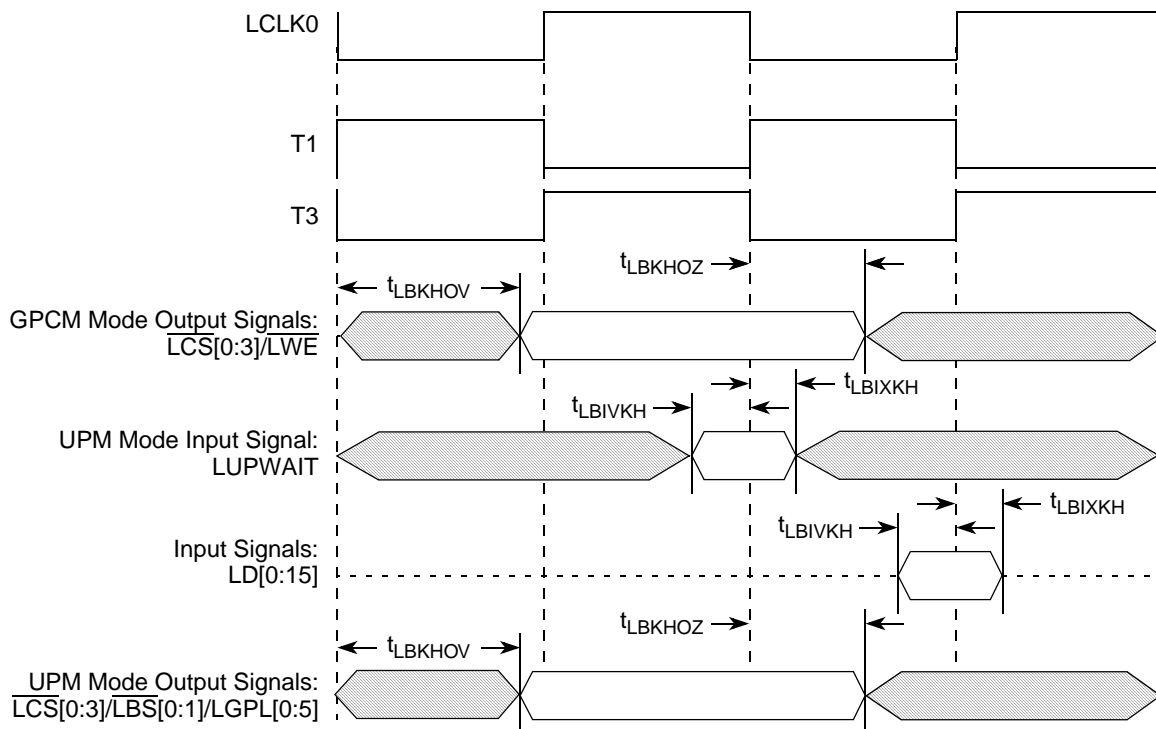 LCLK0
T1
T3
tLBKHOZ
tLBKHOV
GPCM Mode Output Signals:
LCS[0:3]/LWE
tLBIXKH
tLBIVKH
UPM Mode Input Signal:
LUPWAIT
tLBIXKH
tLBIVKH
Input Signals:
LD[0:15]
tLBKHOZ
tLBKHOV
UPM Mode Output Signals:
LCS[0:3]/LBS[0:1]/LGPL[0:5]